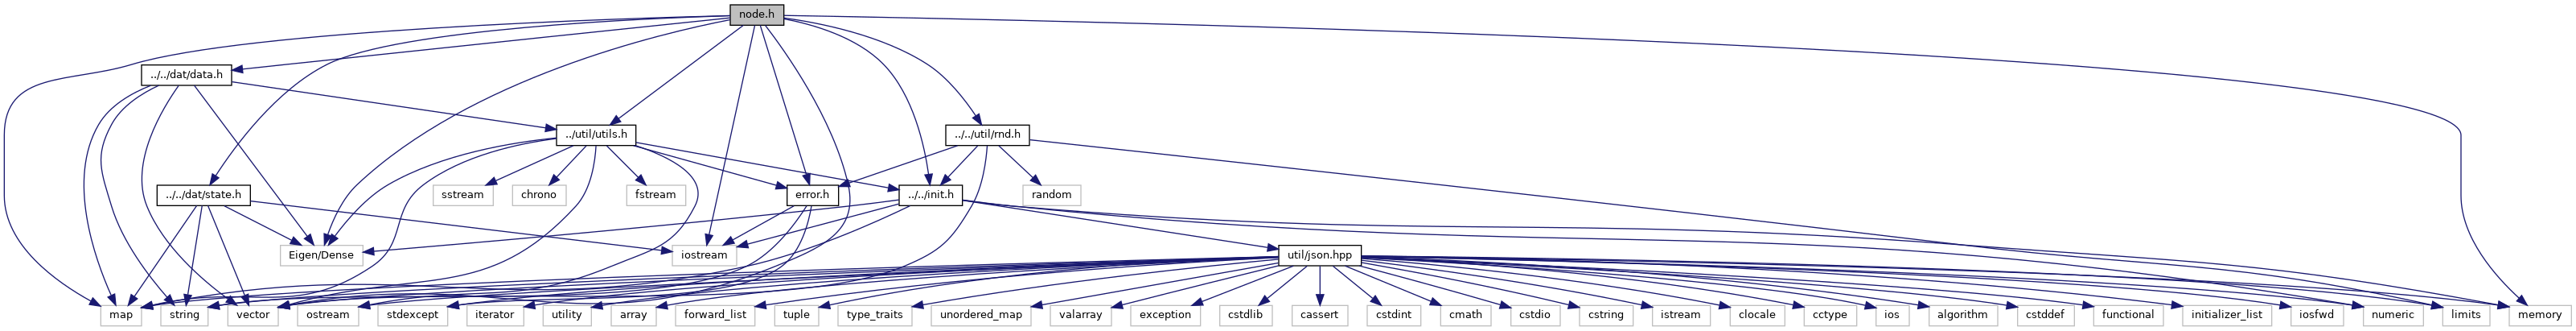 node.h
../../dat/data.h
../util/utils.h
../../util/rnd.h
../../dat/state.h
sstream
chrono
fstream
error.h
../../init.h
random
Eigen/Dense
iostream
util/json.hpp
map
string
vector
ostream
stdexcept
iterator
utility
array
forward_list
tuple
type_traits
unordered_map
valarray
exception
cstdlib
cassert
cstdint
cmath
cstdio
cstring
istream
clocale
cctype
ios
algorithm
cstddef
functional
initializer_list
iosfwd
numeric
limits
memory